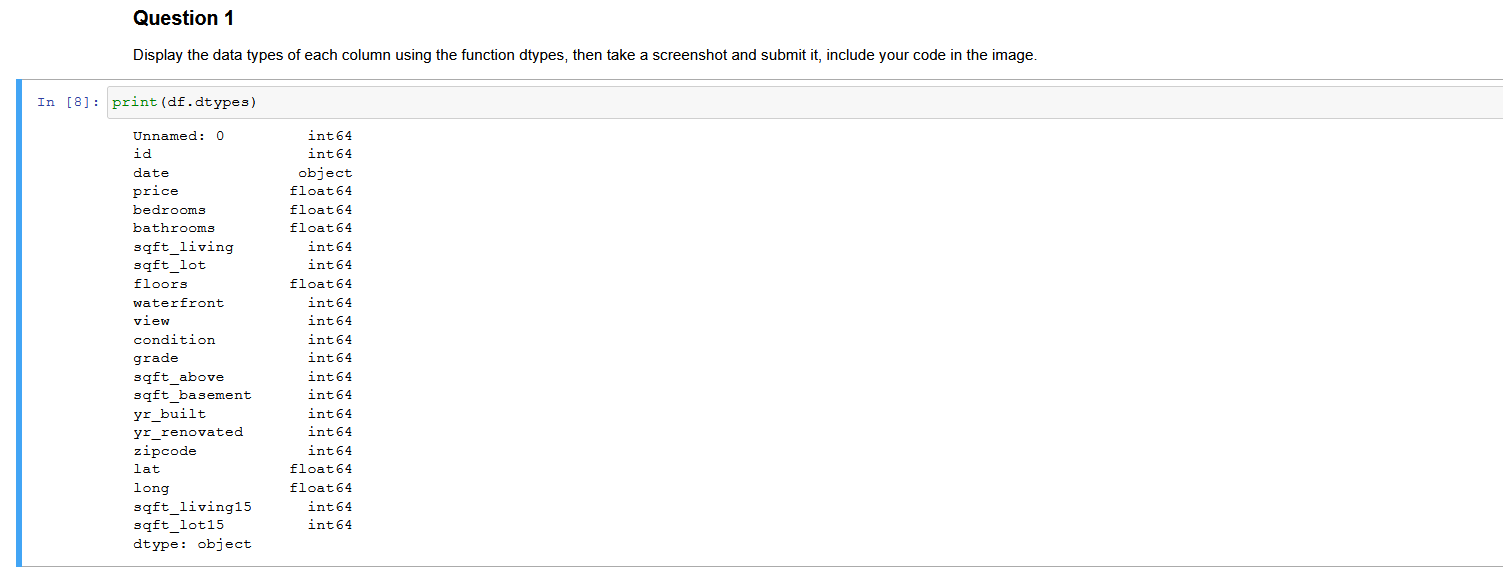 Question 1
Display the data types of each column using the function dtypes, then take a screenshot and submit it, include your code in the image.
In [8]: print(df.dtypes)
Unnamed: 0 int64
id int64
date object
price float64
bedrooms float64
bathrooms float64
sqft_living int64
sqft_lot int64
floors float64
waterfront int64
view int64
condition int64
grade int64
sqft_above int64
sqft_basement int64
yr_built int64
yr_renovated int64
zipcode int64
lat float64
long float64
sqft_living15 int64
sqft_lot15 int64
dtype: object